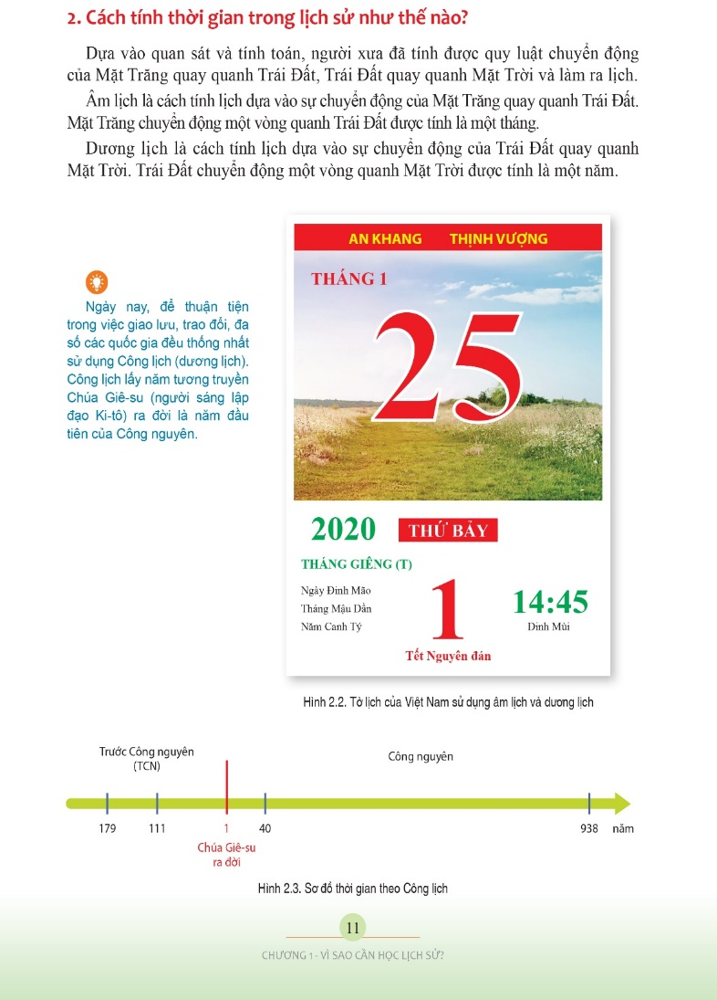 2. Cách tính thời gian trong lịch sử như thế nào?
Dựa vào quan sát và tính toán, người xưa đã tính được quy luật chuyển động
của Mặt Trăng quay quanh Trái Đất, Trái Đất quay quanh Mặt Trời và làm ra lịch.
Âm lịch là cách tính lịch dựa vào sự chuyển động của Mặt Trăng quay quanh Trái Đất.
Mặt Trăng chuyển động một vòng quanh Trái Đất được tính là một tháng.
Dương lịch là cách tính lịch dựa vào sự chuyển động của Trái Đất quay quanh
Mặt Trời. Trái Đất chuyển động một vòng quanh Mặt Trời được tính là một năm.
Ngày nay, để thuận tiện
trong việc giao lưu, trao đổi, đa
số các quốc gia đều thống nhất
sử dụng Công lịch (dương lịch).
Công lịch lấy năm tương truyền
Chúa Giê-su (người sáng lập
đạo Ki-tô) ra đời là năm đầu
tiên của Công nguyên.
AN KHANG THỊNH VƯỢNG
THÁNG 1
25
2020 THỨ BẢY
THÁNG GIÊNG (T)
Ngày Đinh Mão
Tháng Mậu Dần
Năm Canh Tý
1
Tết Nguyên đán
14:45
Đinh Mùi
Hình 2.2. Tờ lịch của Việt Nam sử dụng âm lịch và dương lịch
Trước Công nguyên
(TCN)
Công nguyên
179 111 1 40 938 năm
Chúa Giê-su
ra đời
Hình 2.3. Sơ đồ thời gian theo Công lịch
11
CHƯƠNG 1 - VÌ SAO CẦN HỌC LỊCH SỬ?